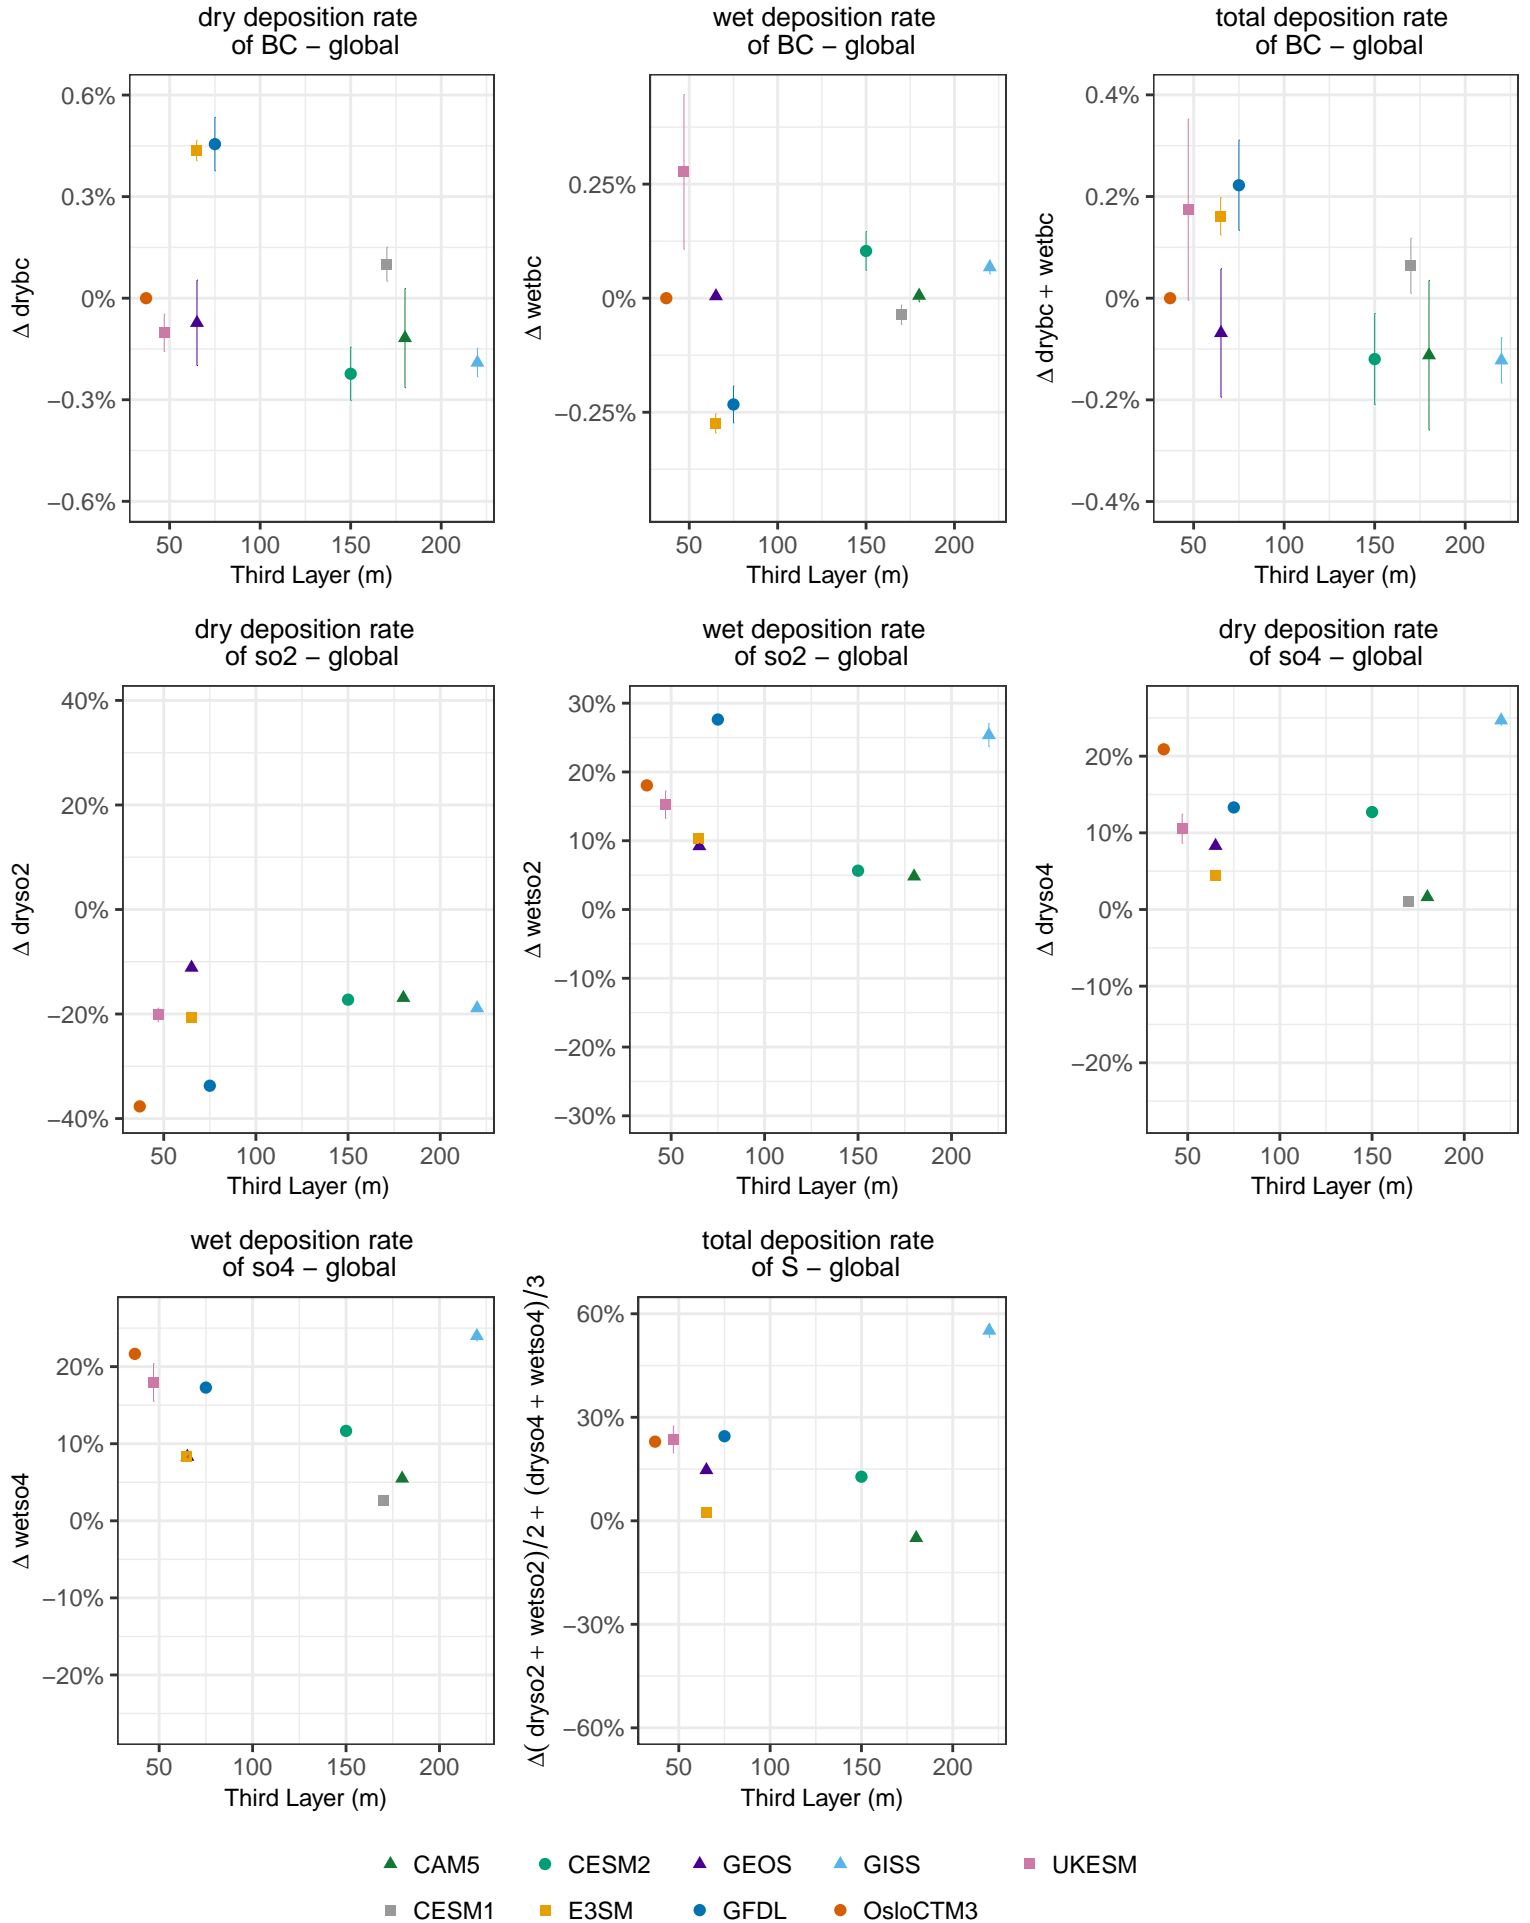 dry deposition rate
of BC − global
wet deposition rate
of BC − global
total deposition rate
of BC − global
0.6%
0.3%
0%
−0.3%
−0.6%
Δ drybc
50 100 150 200
Third Layer (m)
0.25%
0%
−0.25%
Δ wetbc
50 100 150 200
Third Layer (m)
0.4%
0.2%
0%
−0.2%
−0.4%
Δ drybc + wetbc
50 100 150 200
Third Layer (m)
dry deposition rate
of so2 − global
wet deposition rate
of so2 − global
dry deposition rate
of so4 − global
40%
20%
0%
−20%
−40%
Δ dryso2
50 100 150 200
Third Layer (m)
30%
20%
10%
0%
−10%
−20%
−30%
Δ wetso2
50 100 150 200
Third Layer (m)
20%
10%
0%
−10%
−20%
Δ dryso4
50 100 150 200
Third Layer (m)
wet deposition rate
of so4 − global
total deposition rate
of S − global
20%
10%
0%
−10%
−20%
Δ wetso4
50 100 150 200
Third Layer (m)
60%
30%
0%
−30%
−60%
Δ( dryso2 + wetso2)/2 + (dryso4 + wetso4)/3
50 100 150 200
Third Layer (m)
CAM5 CESM2 GEOS GISS UKESM
CESM1 E3SM GFDL OsloCTM3